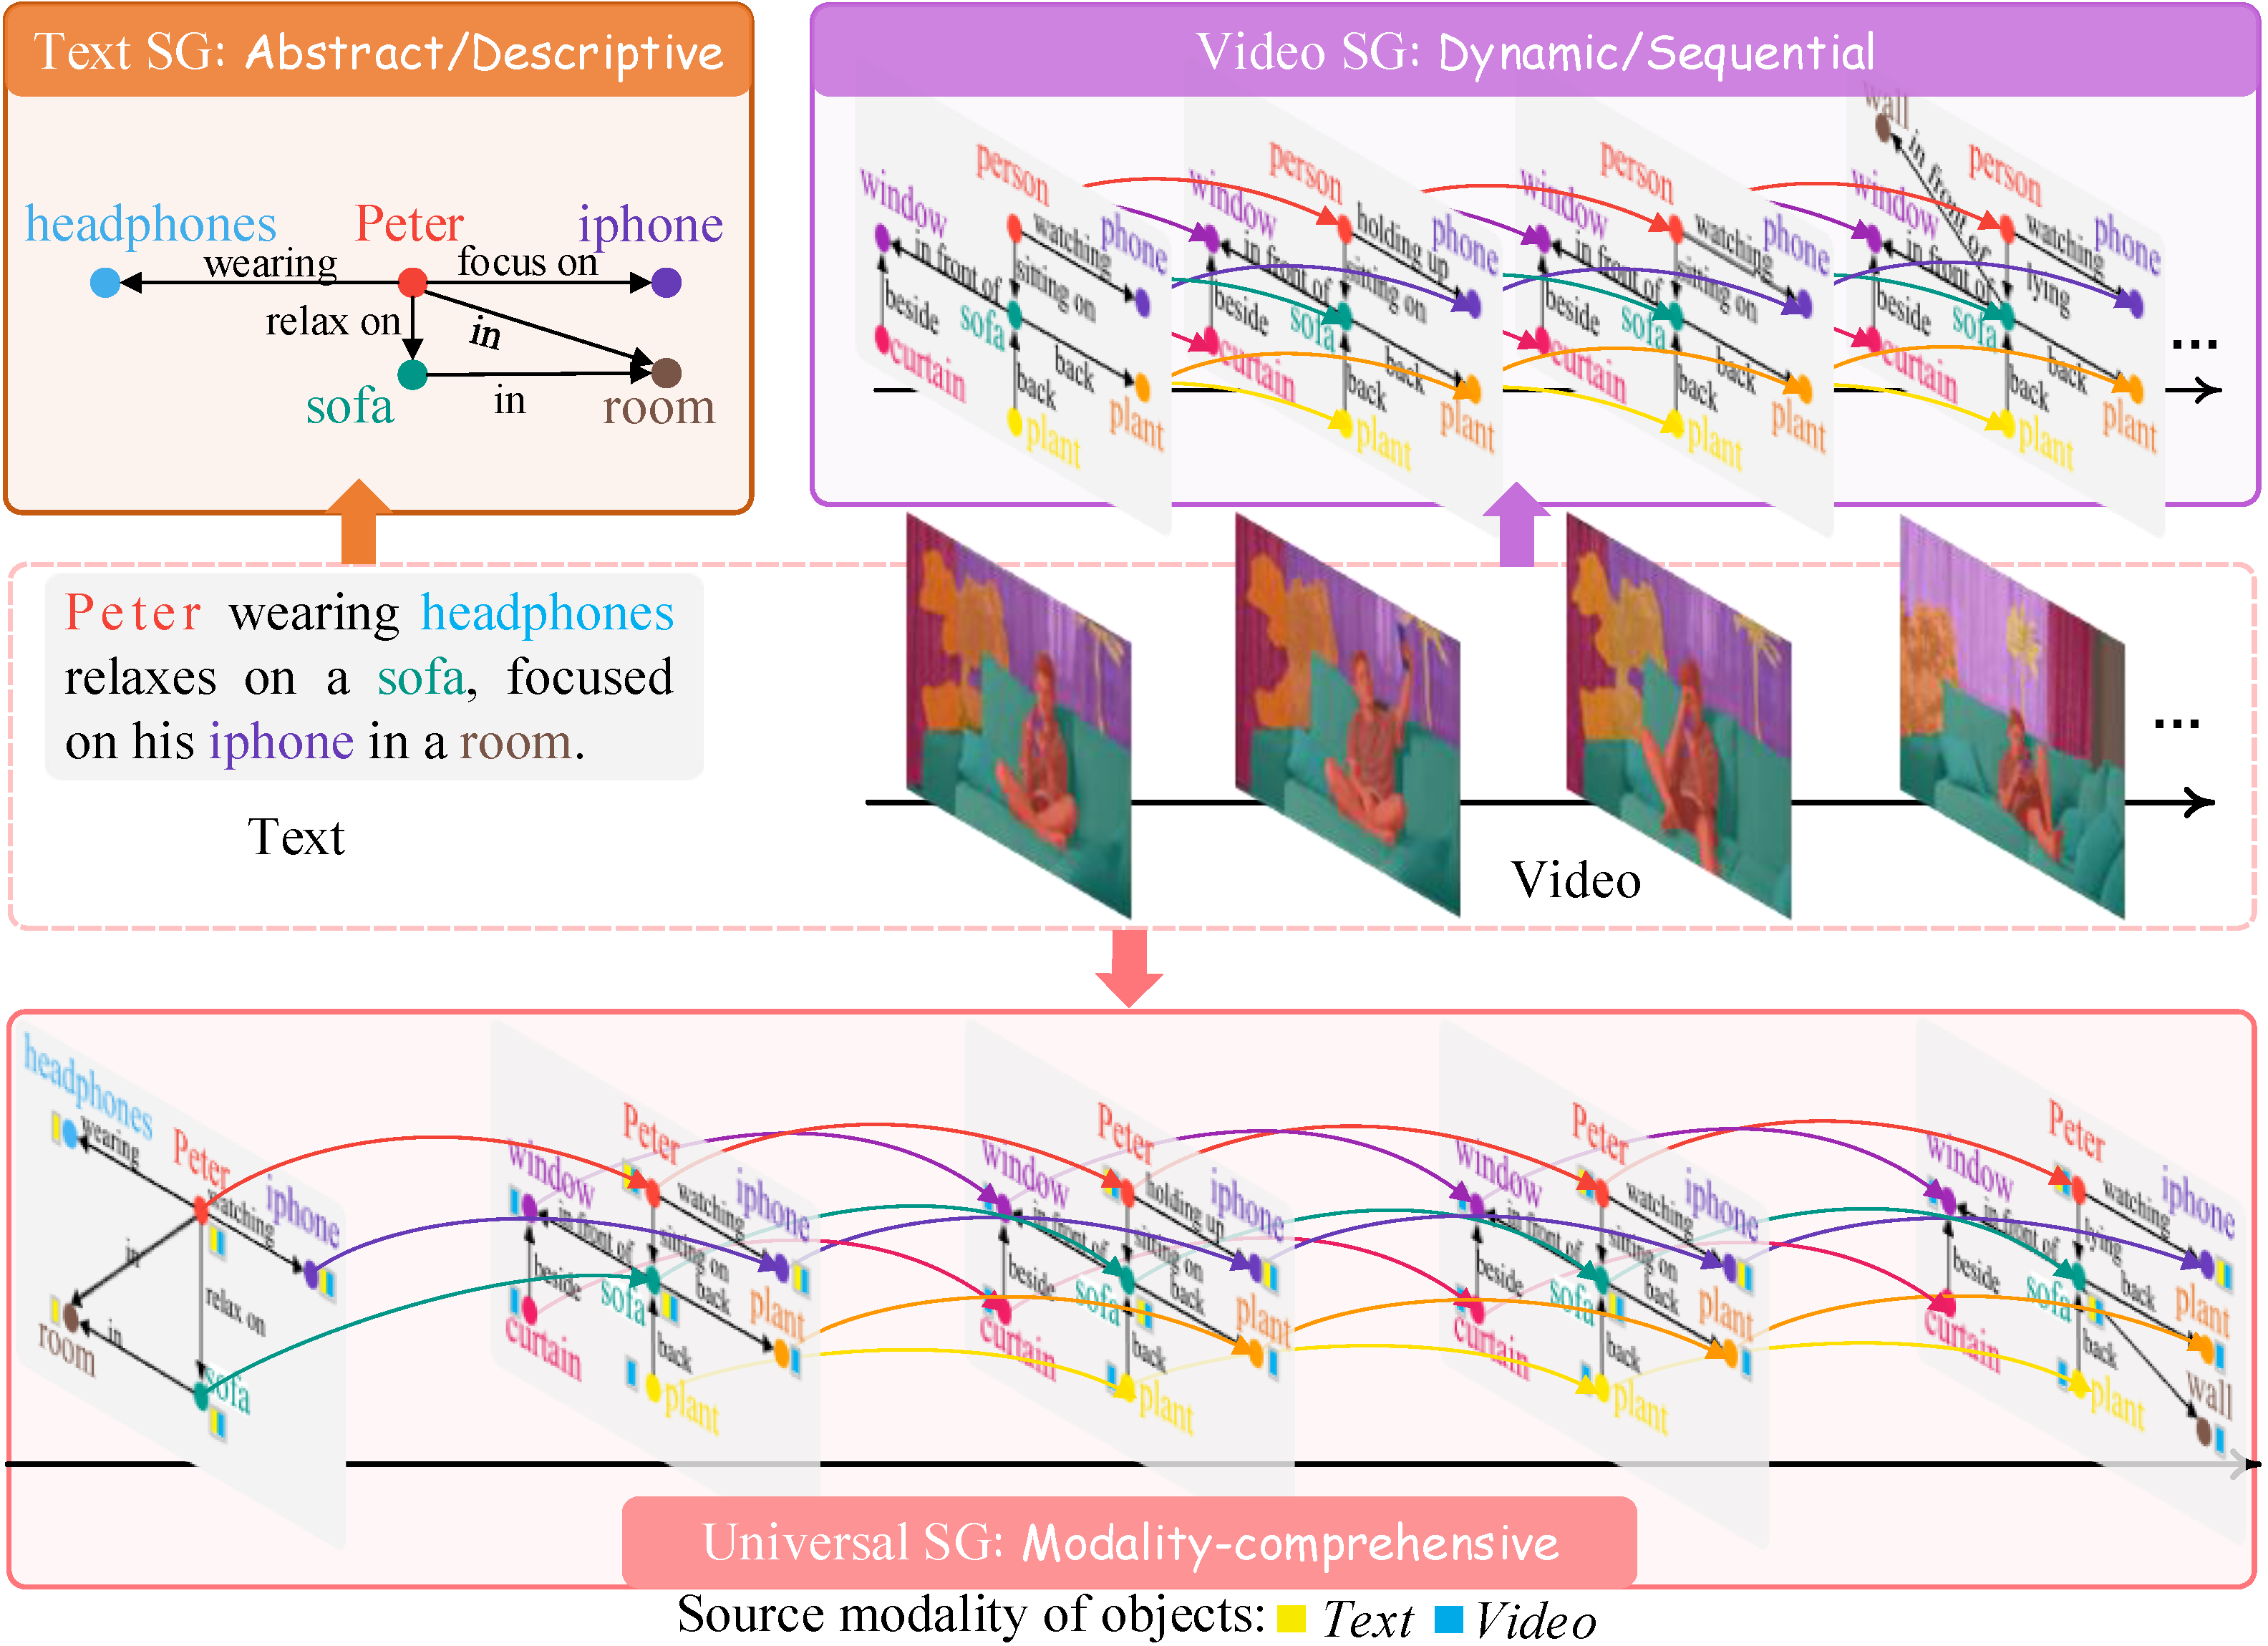 Text SG: Abstract/Descriptive
headphones
Peter
iphone
wearing
focus on
relax on
in
sofa
in
room
Video SG: Dynamic/Sequential
window
person
phone
watching
in front of
sitting on
beside
sofa
curtain
back
back
plant
plant
window
person
phone
holding up
in front of
sitting on
beside
sofa
curtain
back
back
plant
plant
window
person
phone
watching
in front of
sitting on
beside
sofa
curtain
back
back
plant
plant
wall
in front of
window
person
phone
watching
in front of
lying
beside
sofa
curtain
back
back
plant
plant
...
Peter wearing headphones
relaxes on a sofa, focused
on his iphone in a room.
Text
Video
...
headphones
wearing
Peter
watching
iphone
in
relax on
room
in
sofa
window
Peter
iphone
watching
in front of
sitting on
beside
sofa
back
plant
curtain
back
plant
window
Peter
iphone
holding up
in front of
sitting on
beside
sofa
back
plant
curtain
back
plant
window
Peter
iphone
watching
in front of
sitting on
beside
sofa
back
plant
curtain
back
plant
window
Peter
iphone
watching
in front of
lying
beside
sofa
back
plant
curtain
back
plant
wall
Universal SG: Modality-comprehensive
Source modality of objects: Text Video